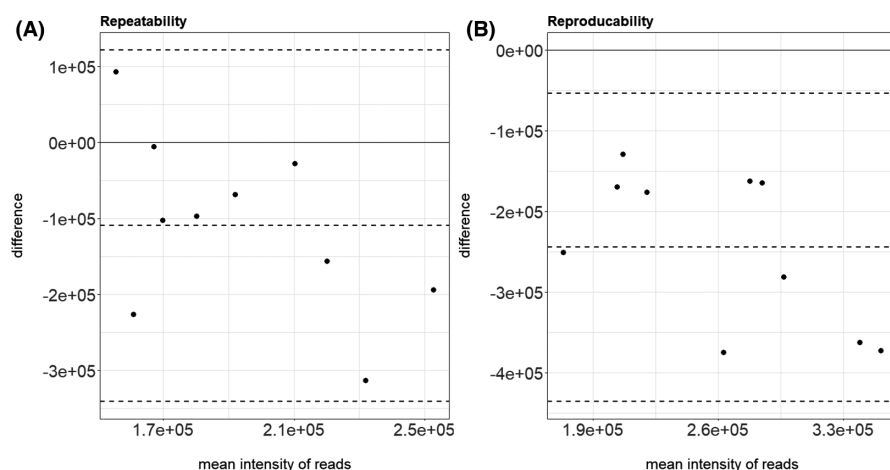 (A)
Repeatability
1e+05
0e+00
-1e+05
-2e+05
-3e+05
difference
1.7e+05
2.1e+05
2.5e+05
mean intensity of reads
(B)
Reproducability
0e+00
-1e+05
-2e+05
-3e+05
-4e+05
difference
1.9e+05
2.6e+05
3.3e+05
mean intensity of reads